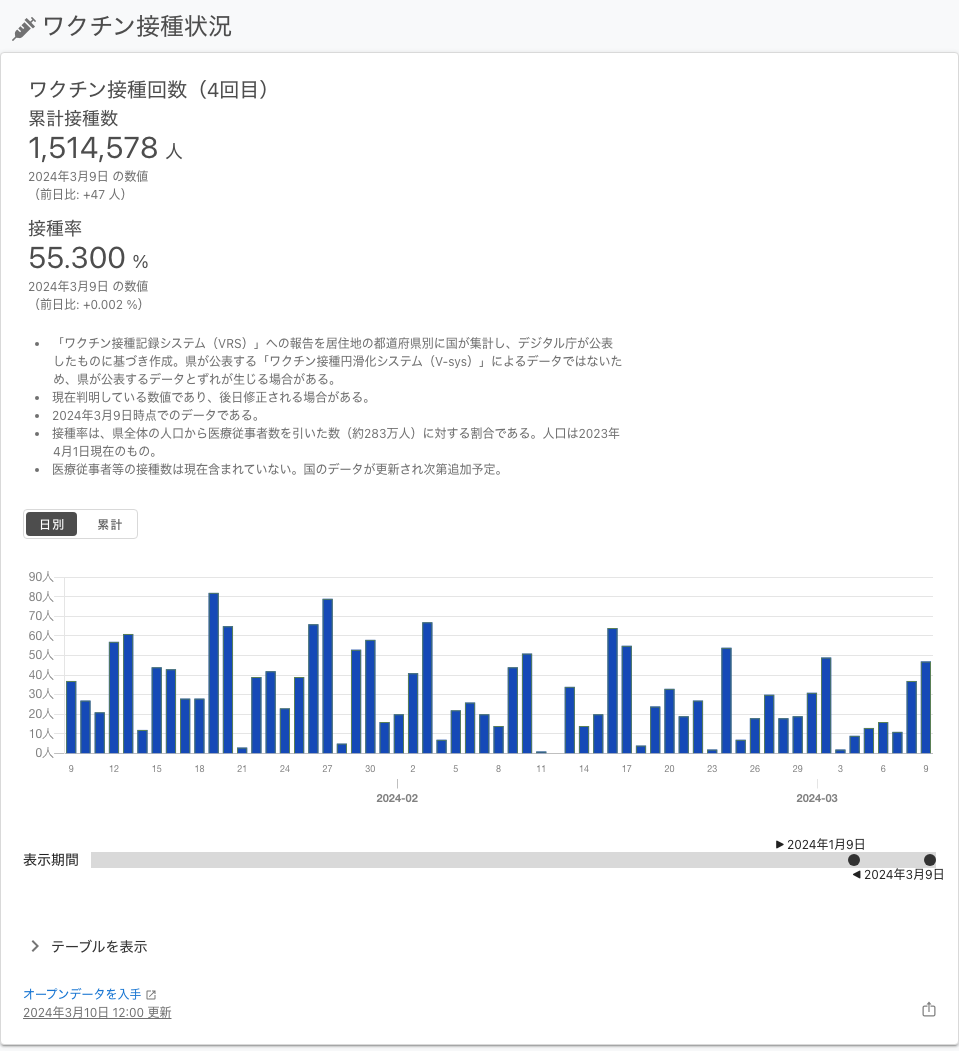 ワクチン接種状況
ワクチン接種回数（4回目）
累計接種数
1,514,578 人
2024年3月9日 の数値
（前日比: +47 人）
接種率
55.300 %
2024年3月9日 の数値
（前日比: +0.002 %）
• 「ワクチン接種記録システム（VRS）」への報告を居住地の都道府県別に国が集計し、デジタル庁が公表
したものに基づき作成。県が公表する「ワクチン接種円滑化システム（V-sys）」によるデータではないた
め、県が公表するデータとずれが生じる場合がある。
• 現在判明している数値であり、後日修正される場合がある。
• 2024年3月9日時点でのデータである。
• 接種率は、県全体の人口から医療従事者数を引いた数（約283万人）に対する割合である。人口は2023年
4月1日現在のもの。
• 医療従事者等の接種数は現在含まれていない。国のデータが更新され次第追加予定。
日別 累計
90人
80人
70人
60人
50人
40人
30人
20人
10人
0人
9 12 15 18 21 24 27 30 2 5 8 11 14 17 20 23 26 29 3 6 9
2024-02 2024-03
▶ 2024年1月9日
表示期間
◀ 2024年3月9日
テーブルを表示
オープンデータを入手
2024年3月10日 12:00 更新